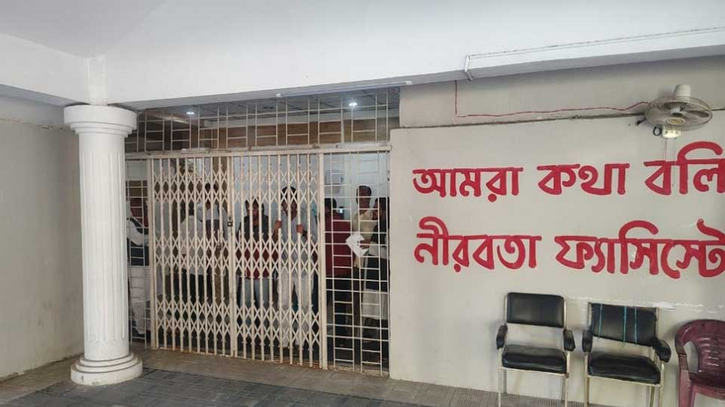 আমরা কথা বলি
নীরবতা ফ্যাসিস্টে